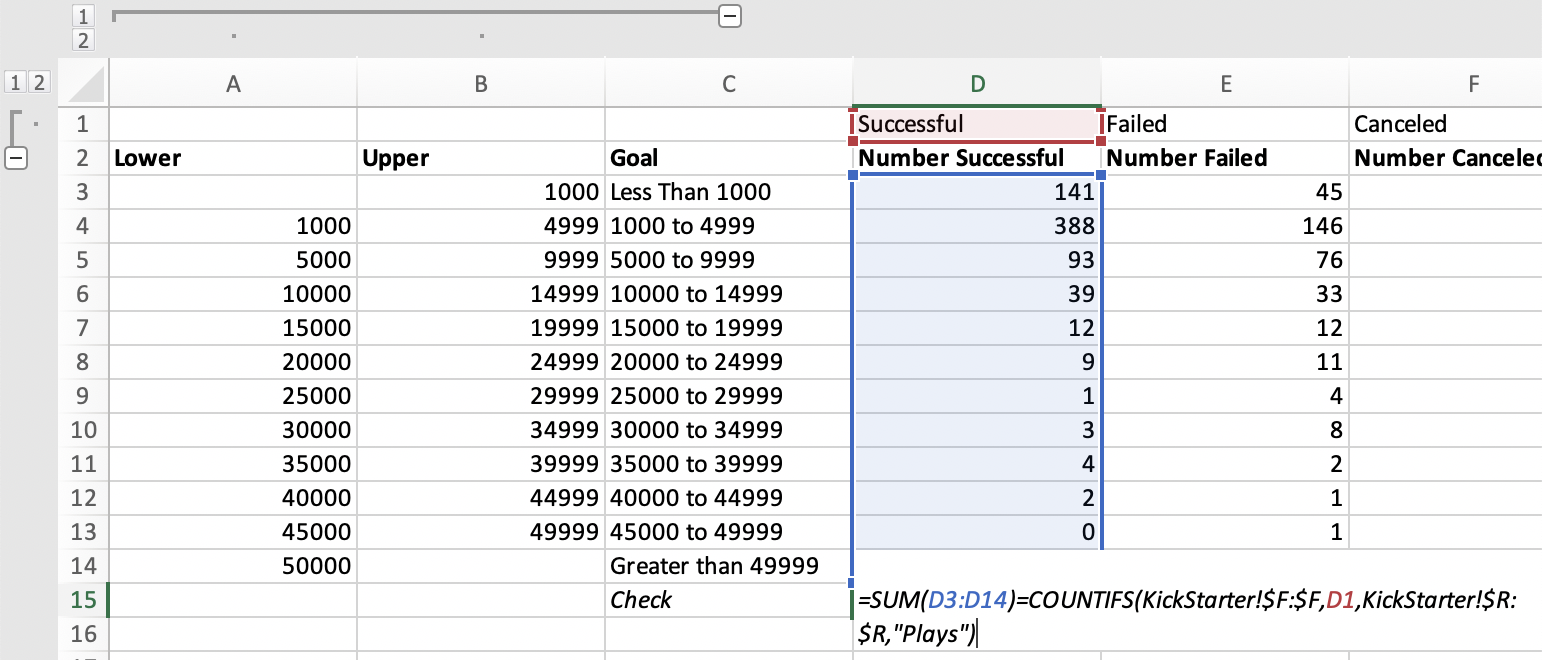 1
2
1 2
A B C D E F
1 Successful Failed Canceled
2 Lower Upper Goal Number Successful Number Failed Number Canceled
3 1000 Less Than 1000 141 45
4 1000 4999 1000 to 4999 388 146
5 5000 9999 5000 to 9999 93 76
6 10000 14999 10000 to 14999 39 33
7 15000 19999 15000 to 19999 12 12
8 20000 24999 20000 to 24999 9 11
9 25000 29999 25000 to 29999 1 4
10 30000 34999 30000 to 34999 3 8
11 35000 39999 35000 to 39999 4 2
12 40000 44999 40000 to 44999 2 1
13 45000 49999 45000 to 49999 0 1
14 50000 Greater than 49999
15 Check =SUM(D3:D14)=COUNTIFS(KickStarter!$F:$F,D1,KickStarter!$R:
16 $R,"Plays")